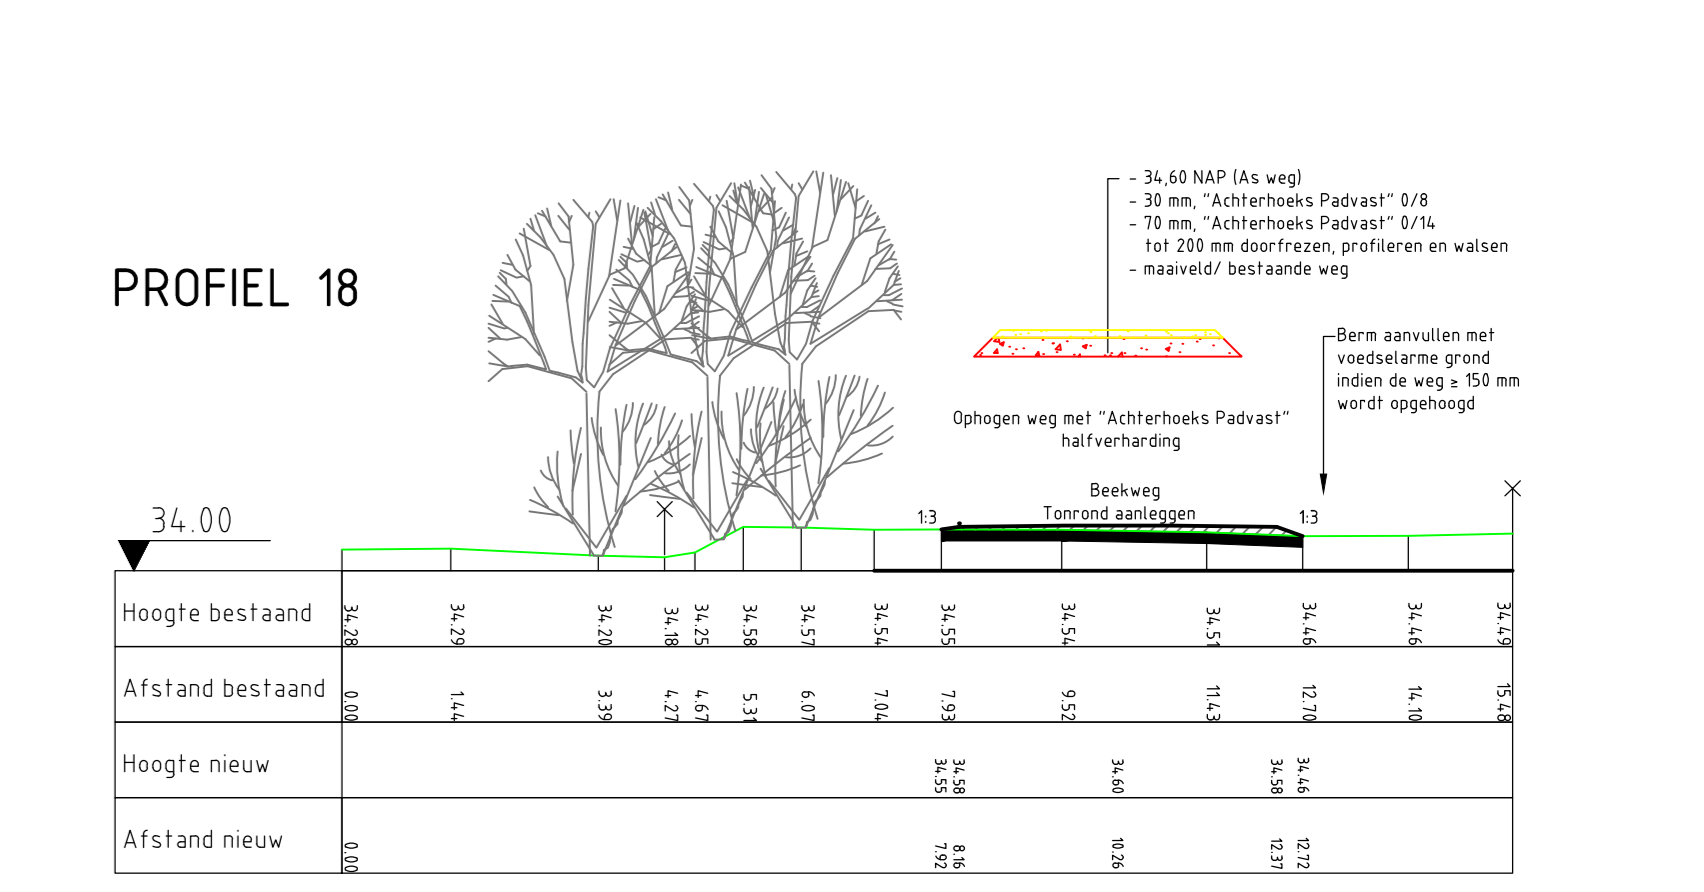 - 34,60 NAP (As weg)
- 30 mm, "Achterhoeks Padvast" 0/8
- 70 mm, "Achterhoeks Padvast" 0/14
tot 200 mm doorfrezen, profileren en walsen
- maaiveld/ bestaande weg
PROFIEL 18
Berm aanvullen met
voedselarme grond
indien de weg ≥ 150 mm
wordt opgehoogd
Ophogen weg met "Achterhoeks Padvast"
halfverharding
Beekweg
Tonrond aanleggen
1:3
1:3
34.00
Hoogte bestaand 34.28 34.29 34.20 34.18 34.25 34.58 34.57 34.54 34.55 34.54 34.51 34.46 34.46 34.49
Afstand bestaand 0.00 1.44 3.39 4.27 4.67 5.31 6.07 7.04 7.93 9.52 11.43 12.70 14.10 15.48
Hoogte nieuw 34.55 34.58 34.60 34.58 34.46
Afstand nieuw 0.00 7.92 8.16 10.26 12.37 12.72